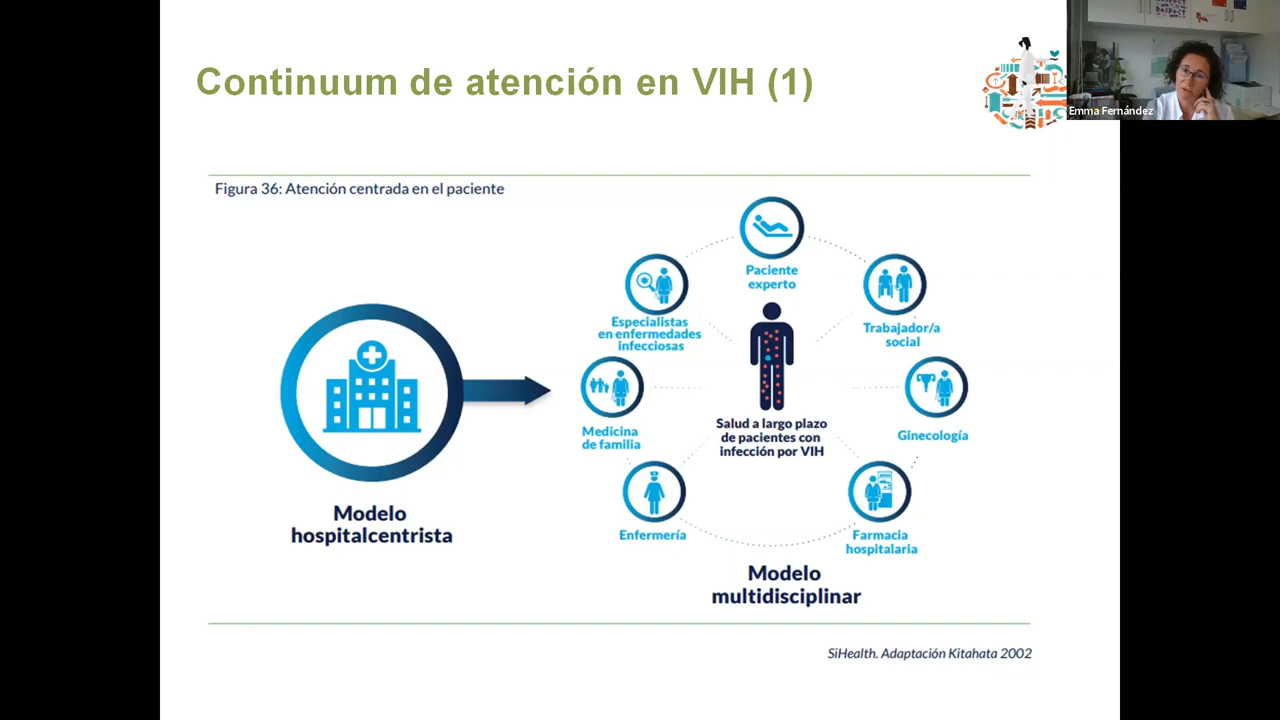 Continuum de atención en VIH (1)
Emma Fernández
Figura 36: Atención centrada en el paciente
Paciente
experto
Especialistas
en enfermedades
infecciosas
Trabajador/a
social
Medicina
de familia
Salud a largo plazo
de pacientes con
infección por VIH
Ginecología
Enfermería
Farmacia
hospitalaria
Modelo
hospitalcentrista
Modelo
multidisciplinar
SiHealth. Adaptación Kitahata 2002